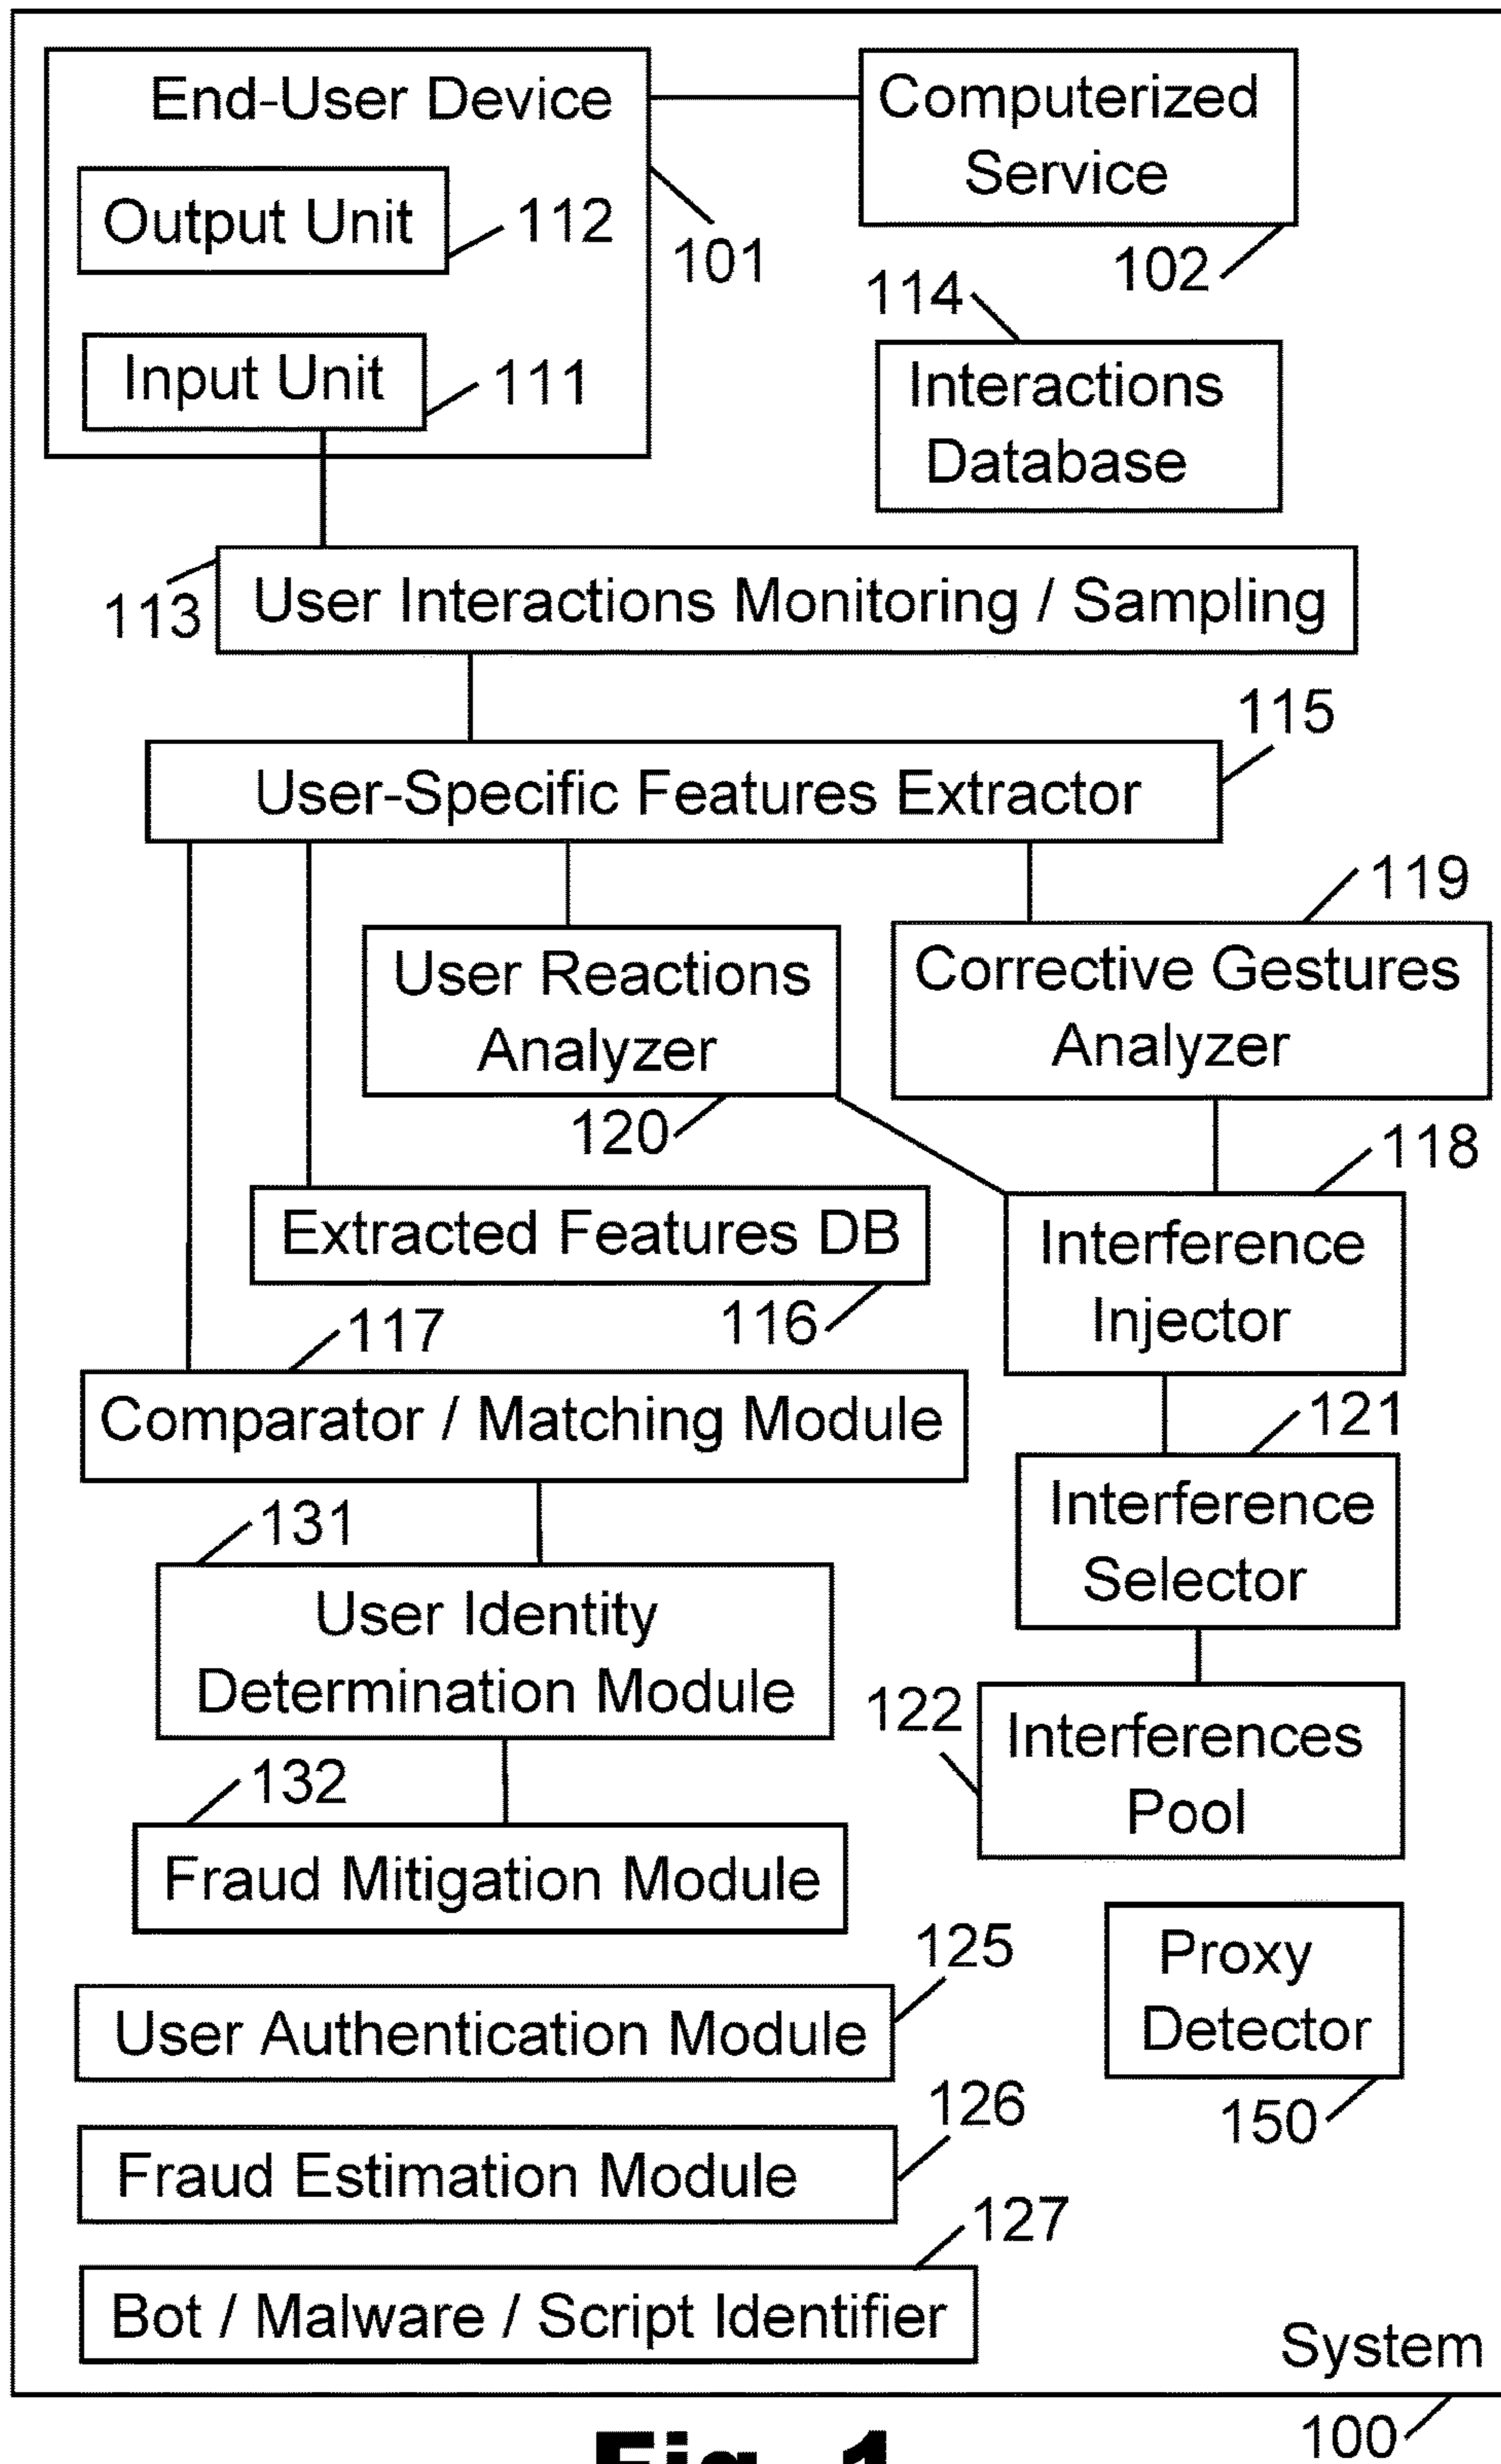 End-User Device
Computerized
Service
Output Unit
112
101
102
114
Input Unit
111
Interactions
Database
113
User Interactions Monitoring / Sampling
115
User-Specific Features Extractor
119
User Reactions
Analyzer
Corrective Gestures
Analyzer
120
118
Extracted Features DB
Interference
Injector
116
117
Comparator / Matching Module
121
131
Interference
Selector
User Identity
Determination Module
122
Interferences
Pool
132
Fraud Mitigation Module
125
Proxy
Detector
User Authentication Module
126
150
Fraud Estimation Module
127
Bot / Malware / Script Identifier
System
100
Fig. 1